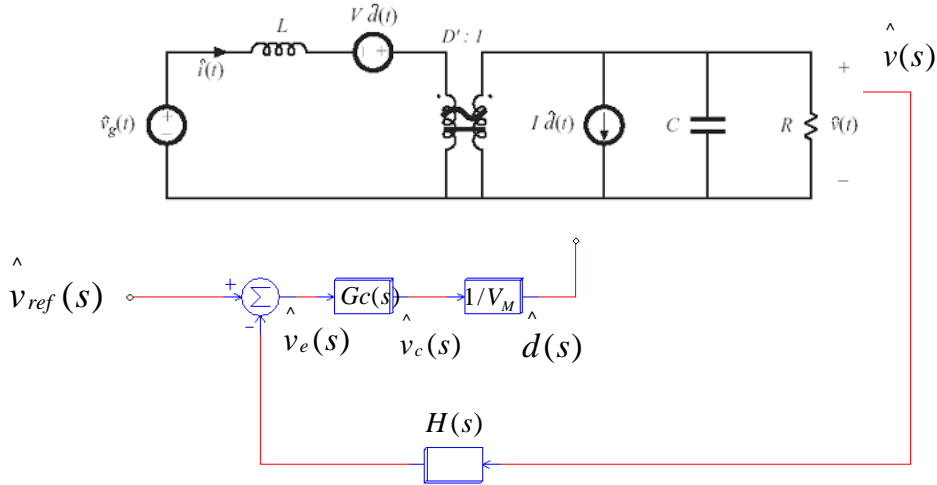 L
V d̂(t)
D' : 1
î(t)
v̂g(t)
+
−
I d̂(t)
C
R
+
v̂(t)
−
v̂(s)
v̂ref(s)
+
−
Σ
Gc(s)
1/VM
v̂e(s)
v̂c(s)
d̂(s)
H(s)